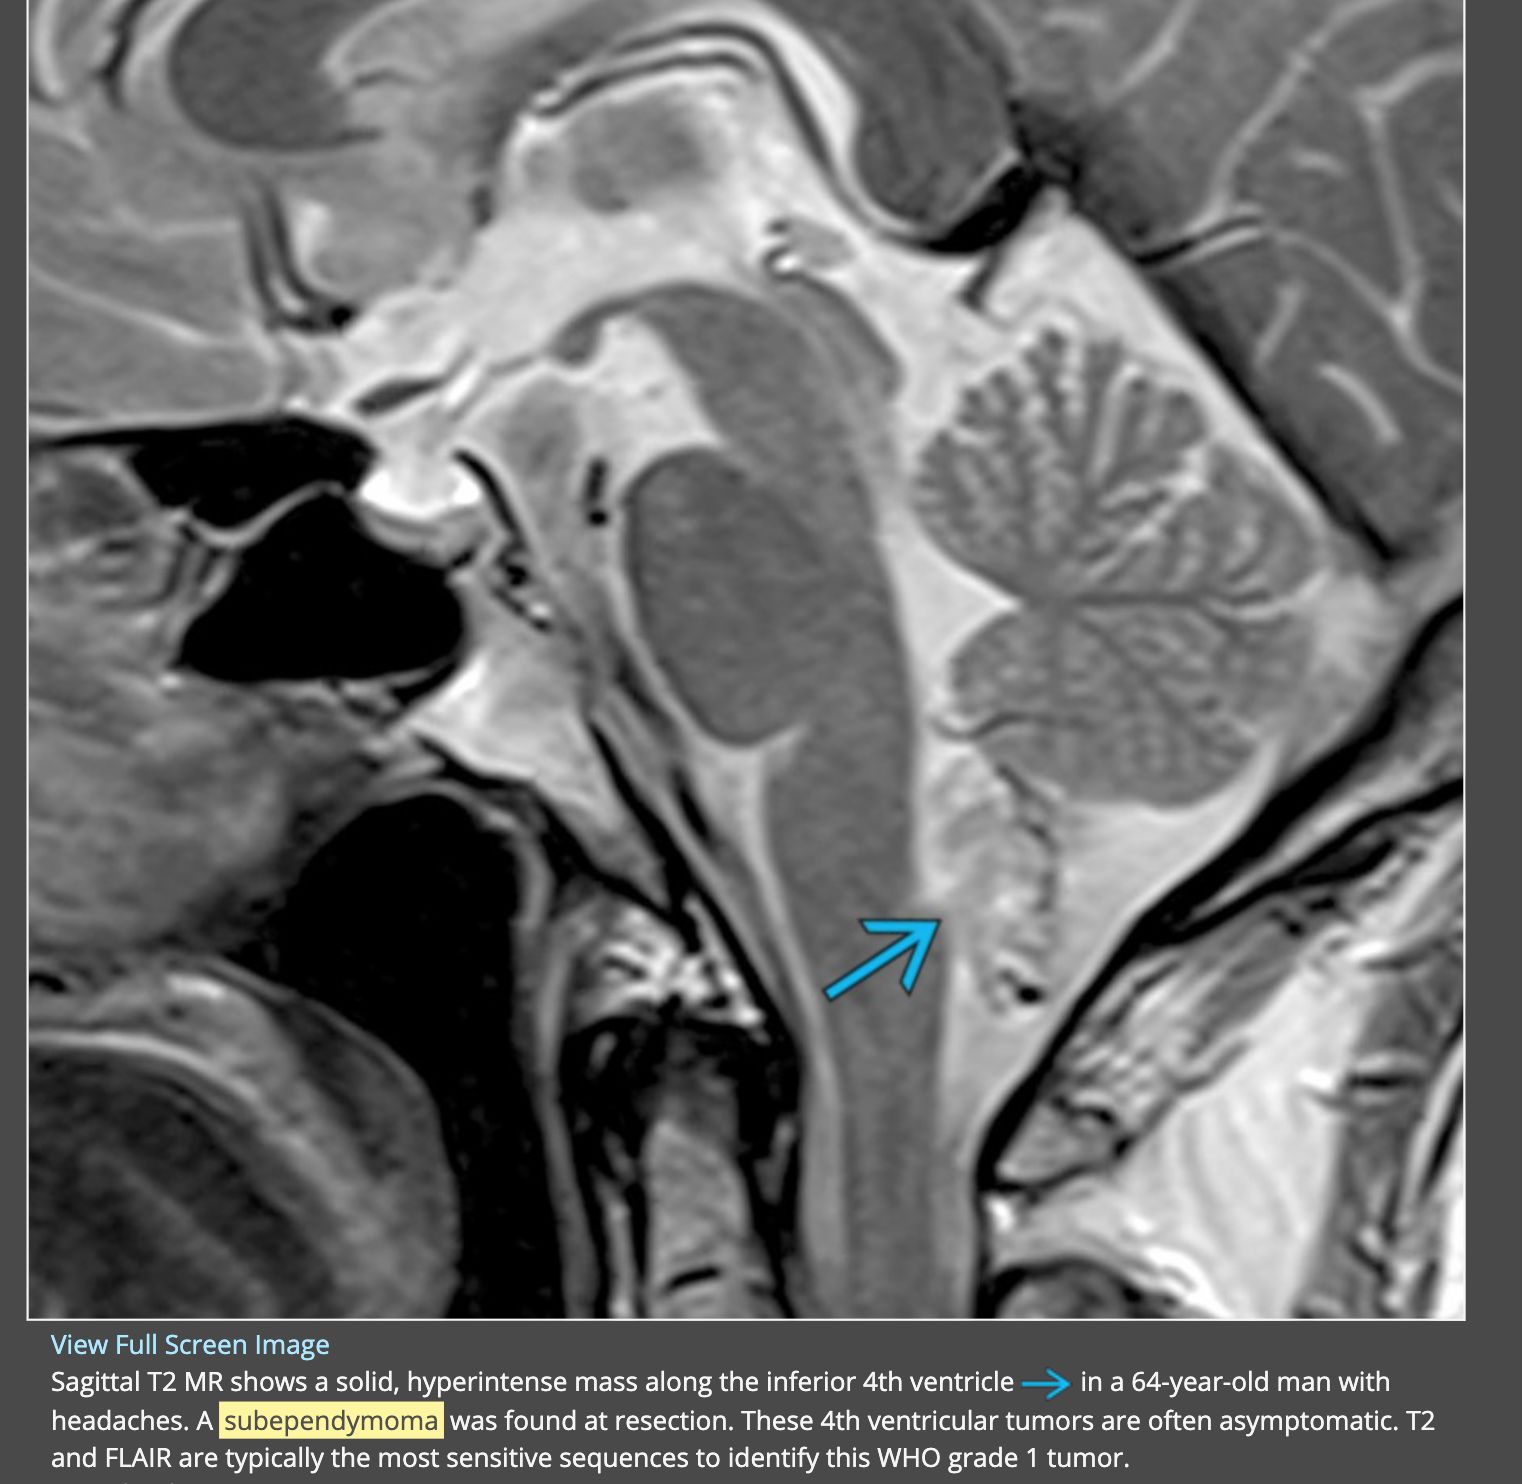 View Full Screen Image
Sagittal T2 MR shows a solid, hyperintense mass along the inferior 4th ventricle → in a 64-year-old man with
headaches. A subependymoma was found at resection. These 4th ventricular tumors are often asymptomatic. T2
and FLAIR are typically the most sensitive sequences to identify this WHO grade 1 tumor.